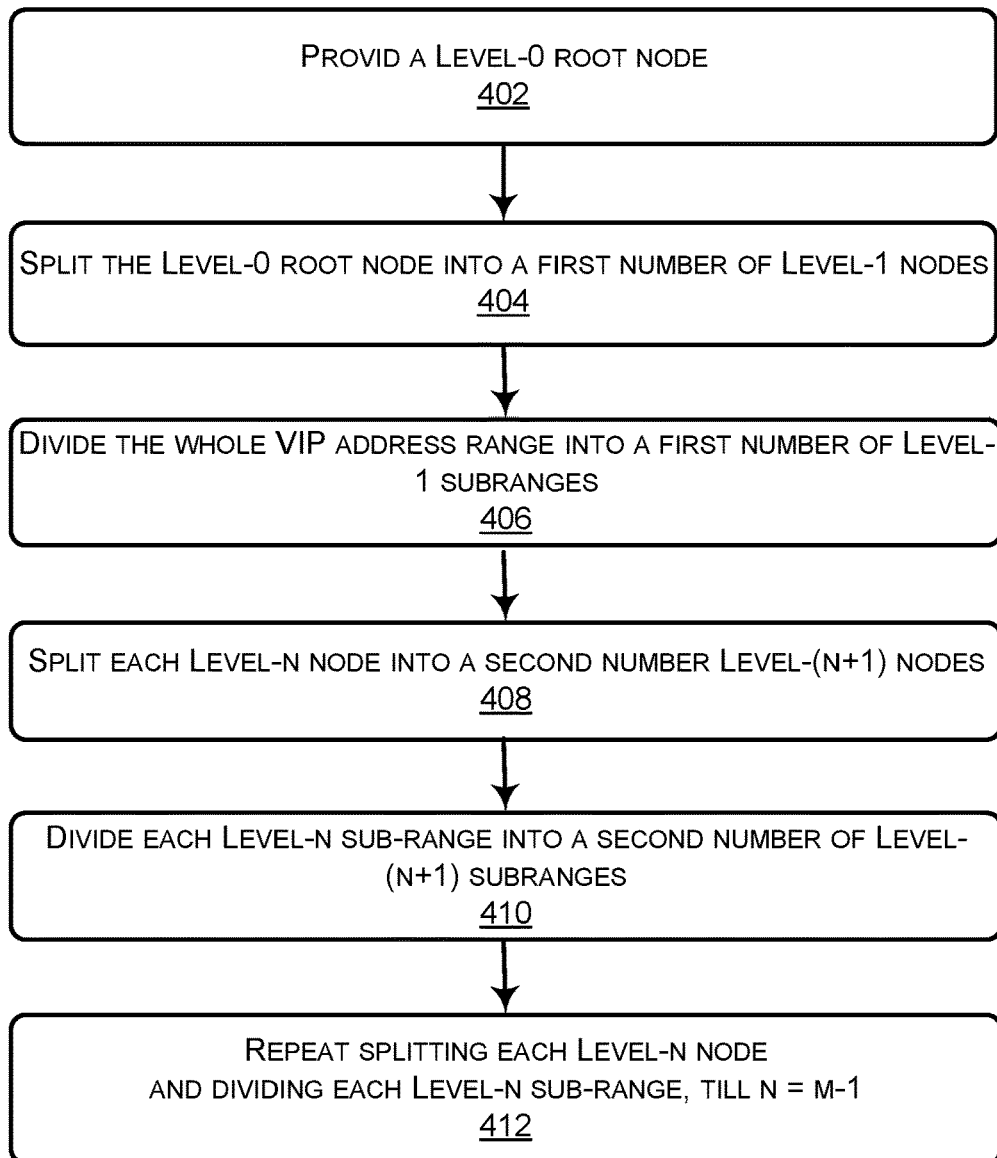 PROVID A LEVEL-0 ROOT NODE
402
SPLIT THE LEVEL-0 ROOT NODE INTO A FIRST NUMBER OF LEVEL-1 NODES
404
DIVIDE THE WHOLE VIP ADDRESS RANGE INTO A FIRST NUMBER OF LEVEL-
1 SUBRANGES
406
SPLIT EACH LEVEL-N NODE INTO A SECOND NUMBER LEVEL-(N+1) NODES
408
DIVIDE EACH LEVEL-N SUB-RANGE INTO A SECOND NUMBER OF LEVEL-
(N+1) SUBRANGES
410
REPEAT SPLITTING EACH LEVEL-N NODE
AND DIVIDING EACH LEVEL-N SUB-RANGE, TILL N = M-1
412